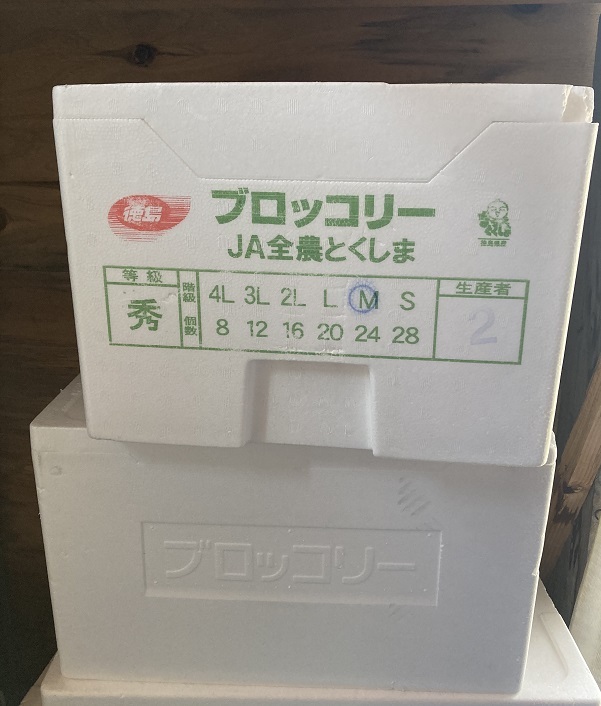 徳島
ブロッコリー
JA全農とくしま
等級
秀
階級
4L 3L 2L L M S
個数
8 12 16 20 24 28
生産者
2
ブロッコリー